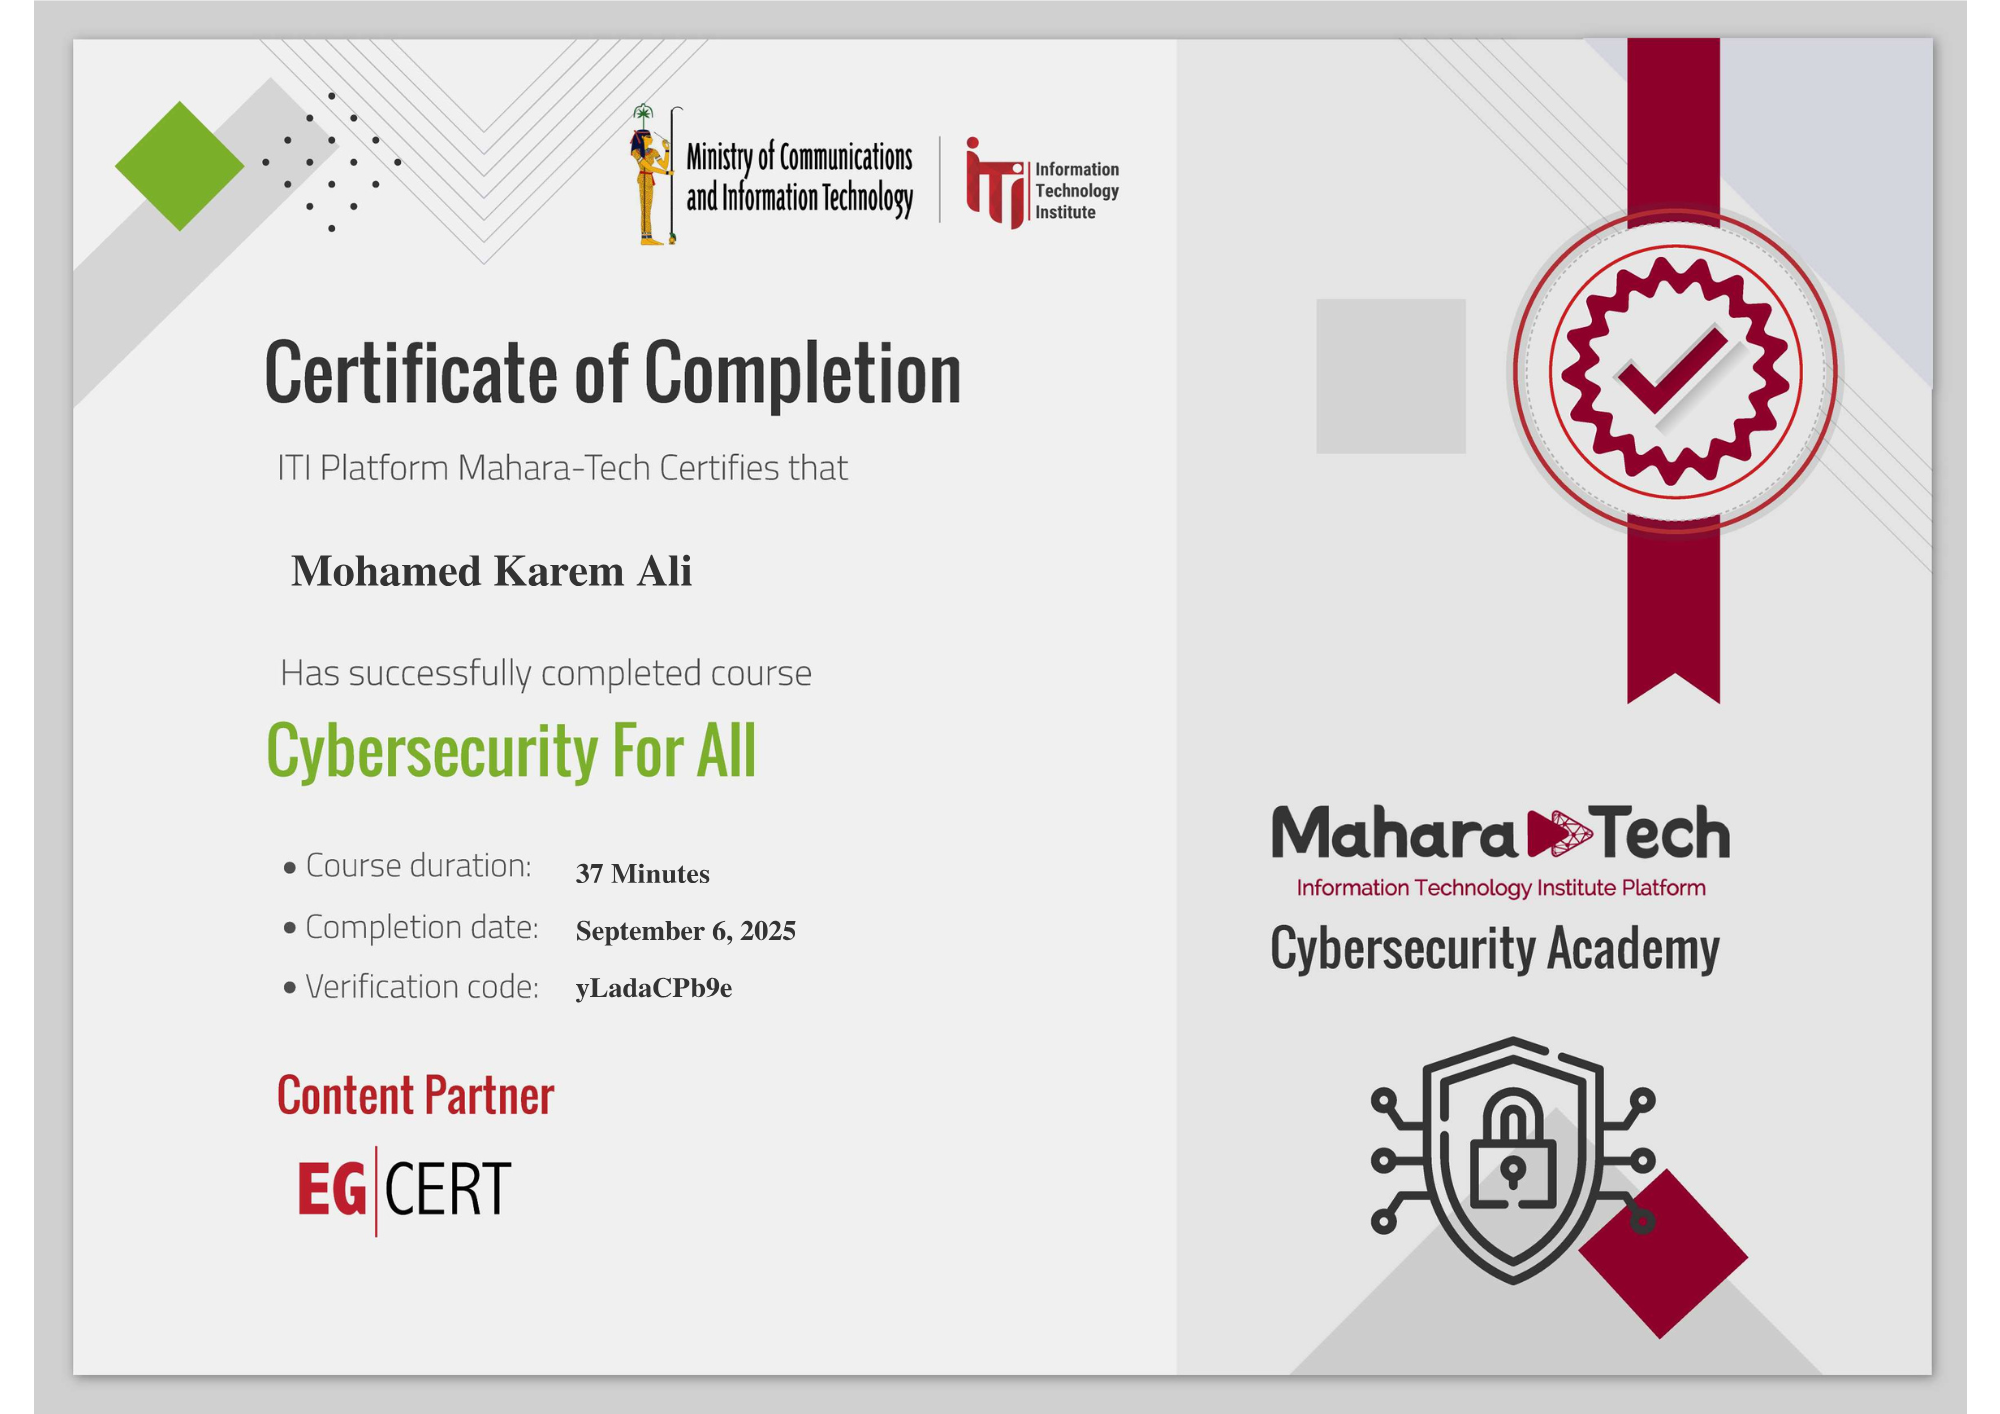 Ministry of Communications
and Information Technology
iTi
Information
Technology
Institute
Certificate of Completion
ITI Platform Mahara-Tech Certifies that
Mohamed Karem Ali
Has successfully completed course
Cybersecurity For All
• Course duration: 37 Minutes
• Completion date: September 6, 2025
• Verification code: yLadaCPb9e
Content Partner
EG|CERT
Mahara Tech
Information Technology Institute Platform
Cybersecurity Academy